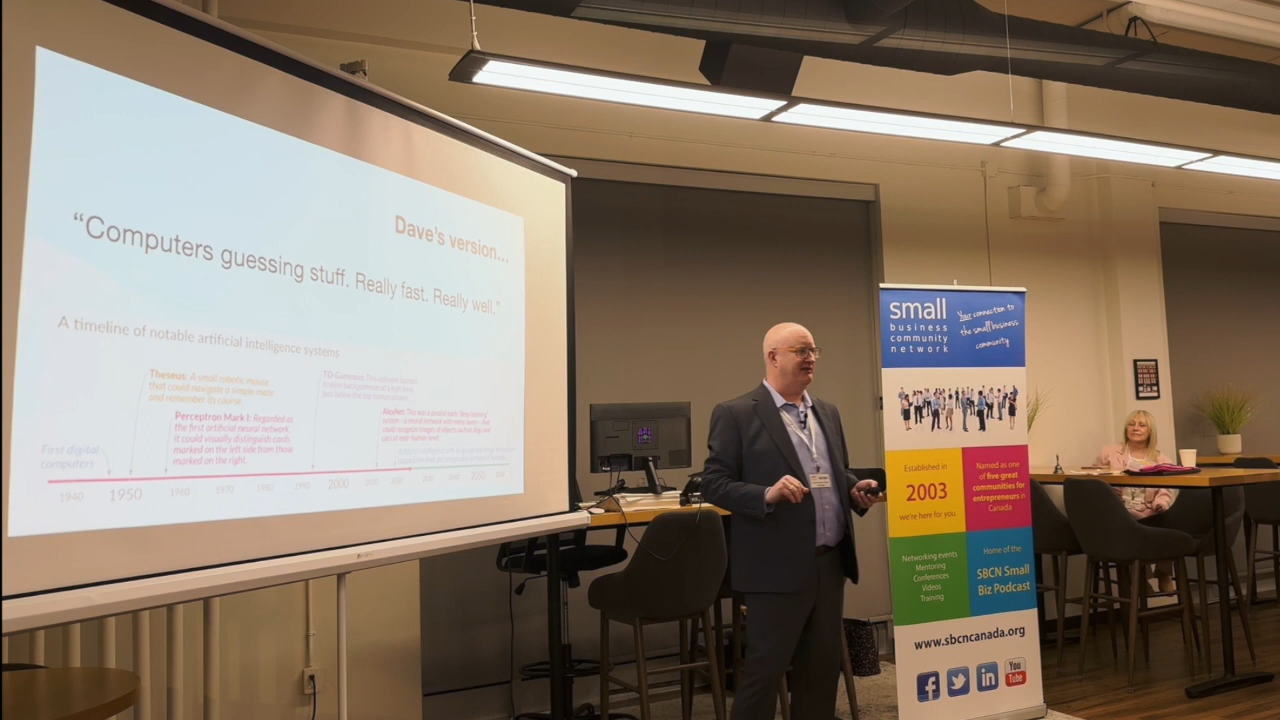 Dave's version...
“Computers guessing stuff. Really fast. Really well.”
A timeline of notable artificial intelligence systems
Theseus: A small robotic mouse
that could navigate a simple maze
and remember its course.
Perceptron Mark I: Regarded as
the first artificial neural network,
it could visually distinguish cards
marked on the left side from those
marked on the right.
First digital
computers
1940
1950
1960
1970
1980
1990
2000
2010
2020
small
business
community
network
Your connection to
the small business
community
Established in
2003
we're here for you.
Named as one
of five great
communities for
entrepreneurs in
Canada
Networking events
Mentoring
Conferences
Videos
Training
Home of the
SBCN Small
Biz Podcast
www.sbcncanada.org
f
in
You
Tube